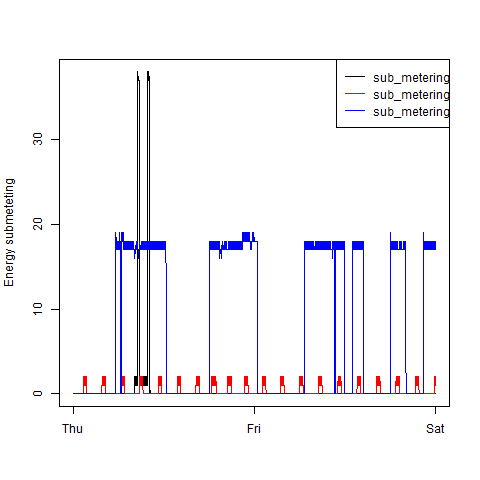 sub_metering
sub_metering
sub_metering
Energy submeteting
0
10
20
30
Thu
Fri
Sat